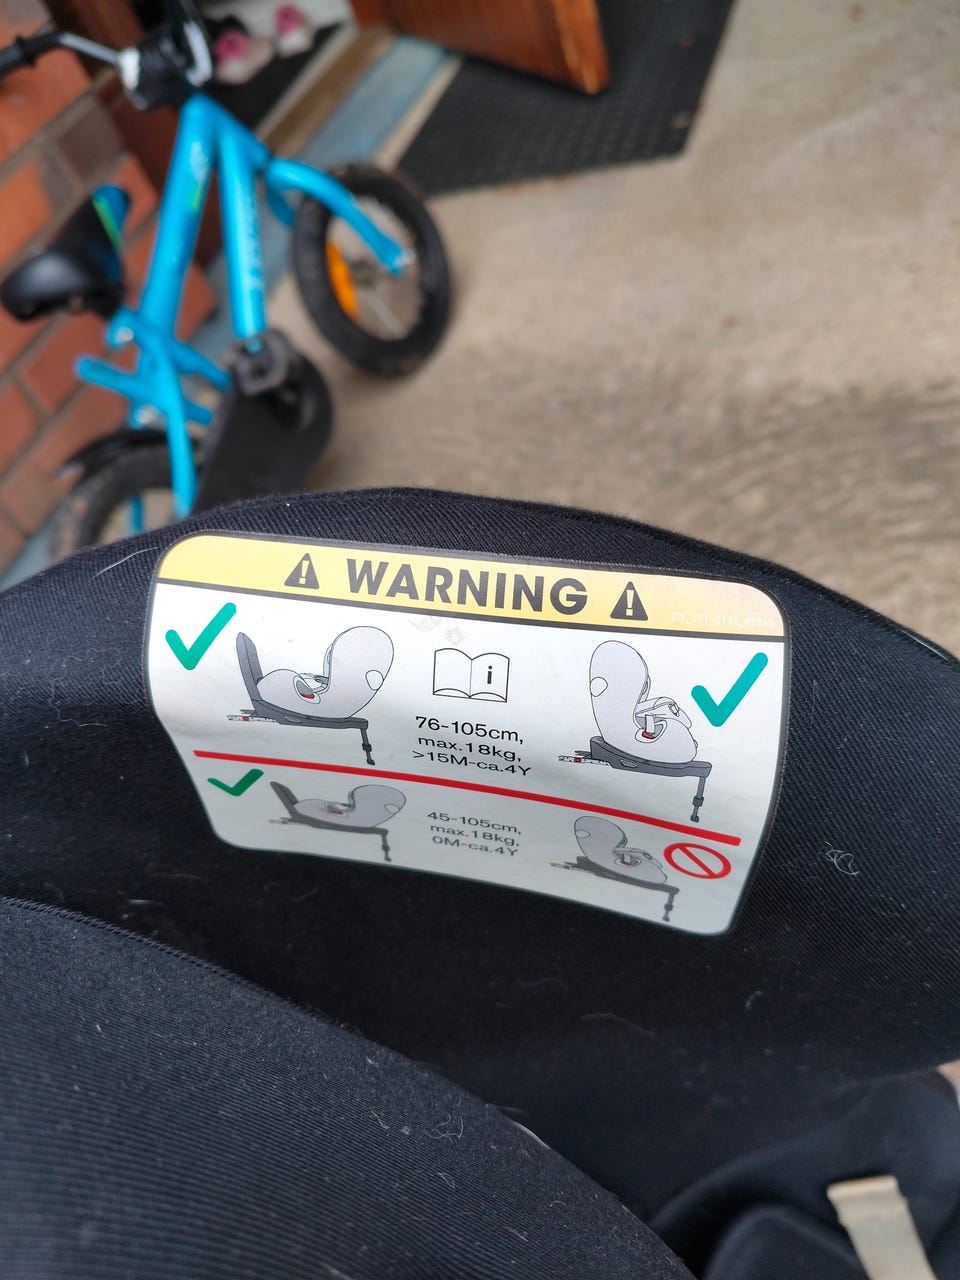 WARNING
i
76-105cm,
max.18kg,
>15M-ca.4Y
45-105cm,
max.18kg,
0M-ca.4Y